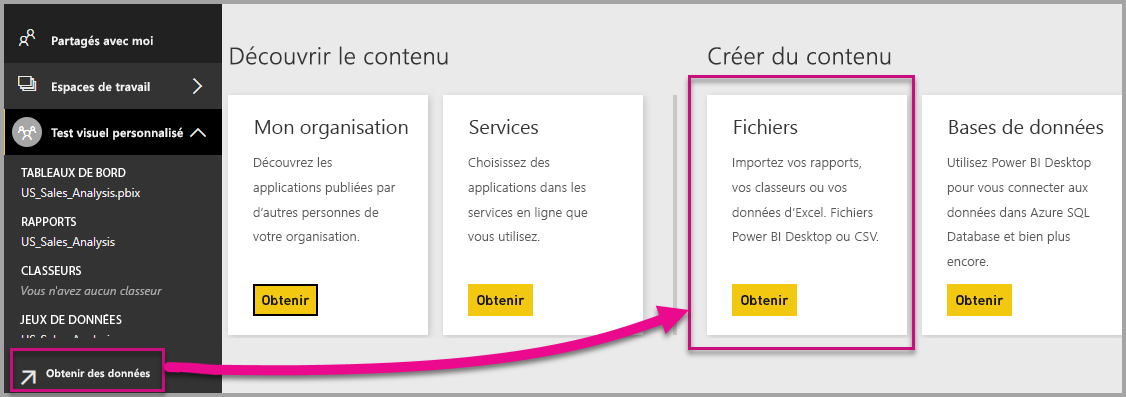 Partagés avec moi
Espaces de travail
Test visuel personnalisé
TABLEAUX DE BORD
US_Sales_Analysis.pbix
RAPPORTS
US_Sales_Analysis
CLASSEURS
Vous n'avez aucun classeur
JEUX DE DONNÉES
US_Sales_Analysis
Obtenir des données
Découvrir le contenu
Mon organisation
Découvrez les
applications publiées par
d'autres personnes de
votre organisation.
Obtenir
Services
Choisissez des
applications dans les
services en ligne que
vous utilisez.
Obtenir
Créer du contenu
Fichiers
Importez vos rapports,
vos classeurs ou vos
données d'Excel. Fichiers
Power BI Desktop ou CSV.
Obtenir
Bases de données
Utilisez Power BI Desktop
pour vous connecter aux
données dans Azure SQL
Database et bien plus
encore.
Obtenir